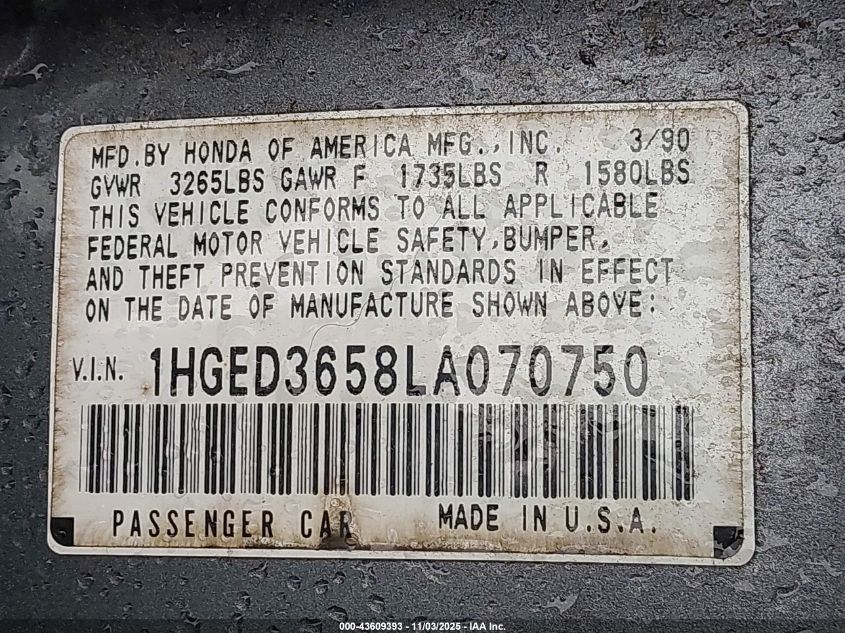 MFD.BY HONDA OF AMERICA MFG.,INC. 3/90
GVWR 3265LBS GAWR F 1735LBS R 1580LBS
THIS VEHICLE CONFORMS TO ALL APPLICABLE
FEDERAL MOTOR VEHICLE SAFETY,BUMPER,
AND THEFT PREVENTION STANDARDS IN EFFECT
ON THE DATE OF MANUFACTURE SHOWN ABOVE:
V.I.N. 1HGED3658LA070750
PASSENGER CAR MADE IN U.S.A.
000-43609393 - 11/03/2025 - IAA Inc.